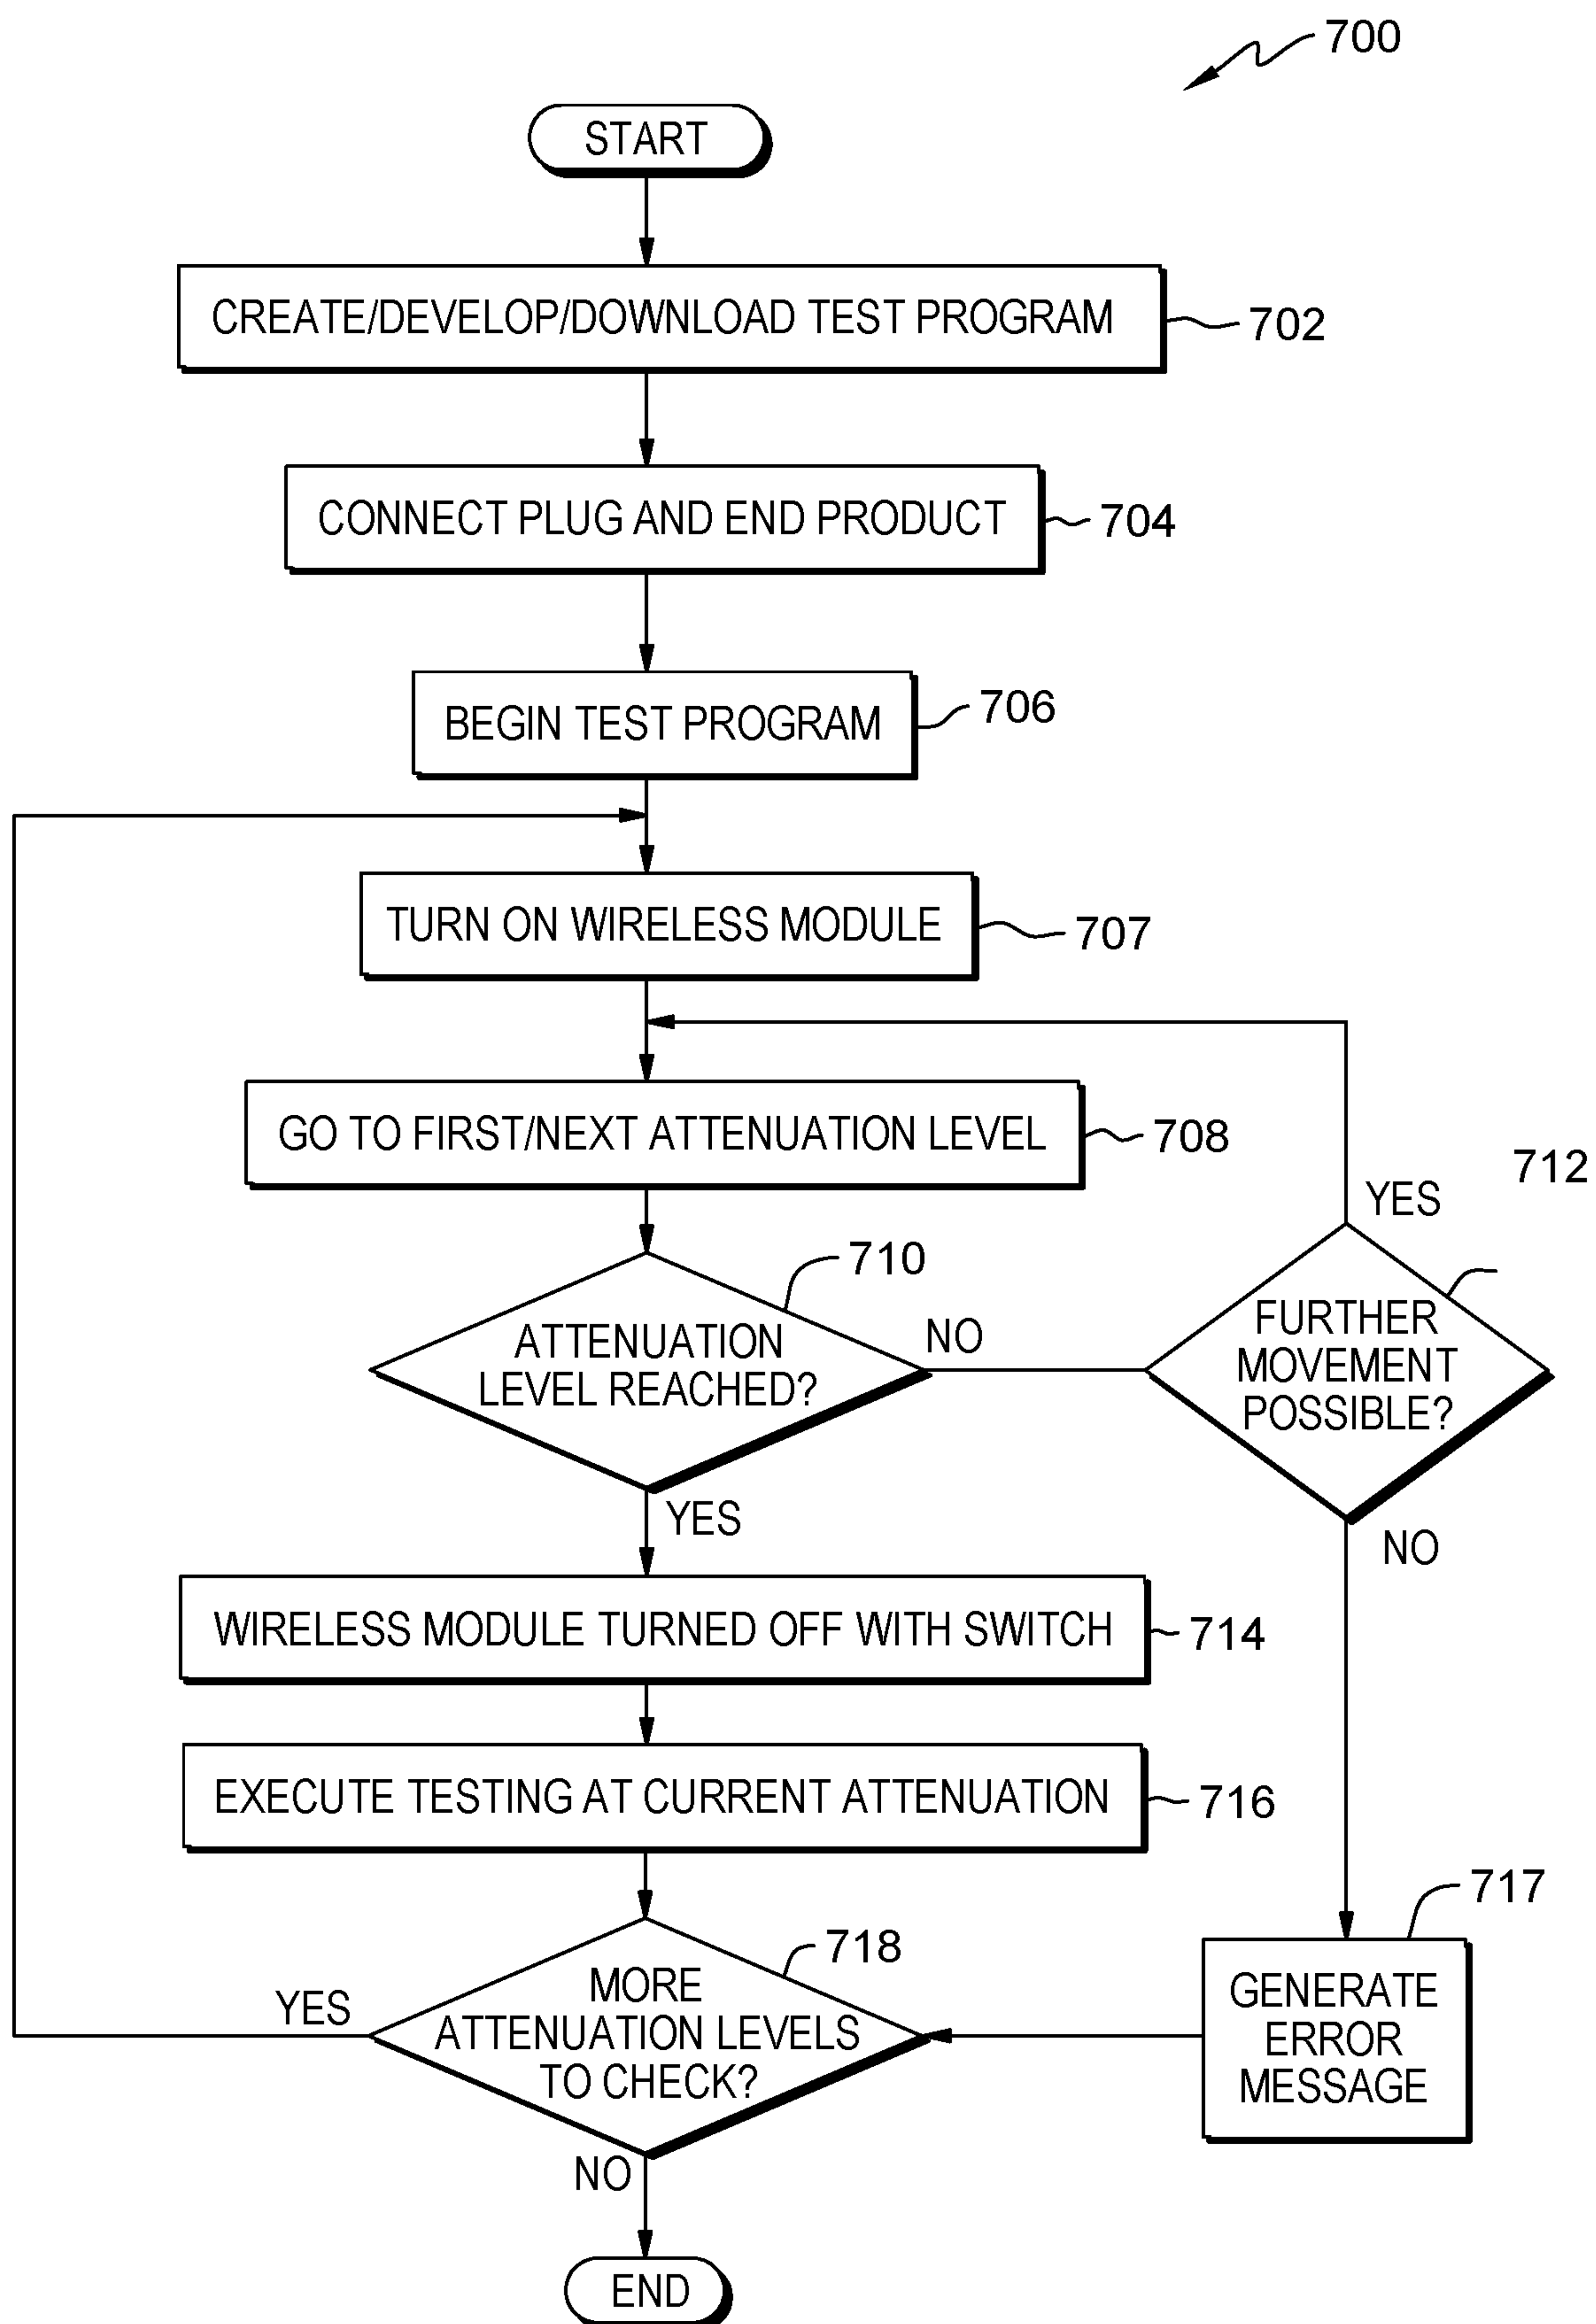 700
START
CREATE/DEVELOP/DOWNLOAD TEST PROGRAM
702
CONNECT PLUG AND END PRODUCT
704
BEGIN TEST PROGRAM
706
TURN ON WIRELESS MODULE
707
GO TO FIRST/NEXT ATTENUATION LEVEL
708
710
ATTENUATION
LEVEL REACHED?
NO
712
YES
FURTHER
MOVEMENT
POSSIBLE?
NO
YES
WIRELESS MODULE TURNED OFF WITH SWITCH
714
EXECUTE TESTING AT CURRENT ATTENUATION
716
717
GENERATE
ERROR
MESSAGE
718
MORE
ATTENUATION LEVELS
TO CHECK?
YES
NO
END